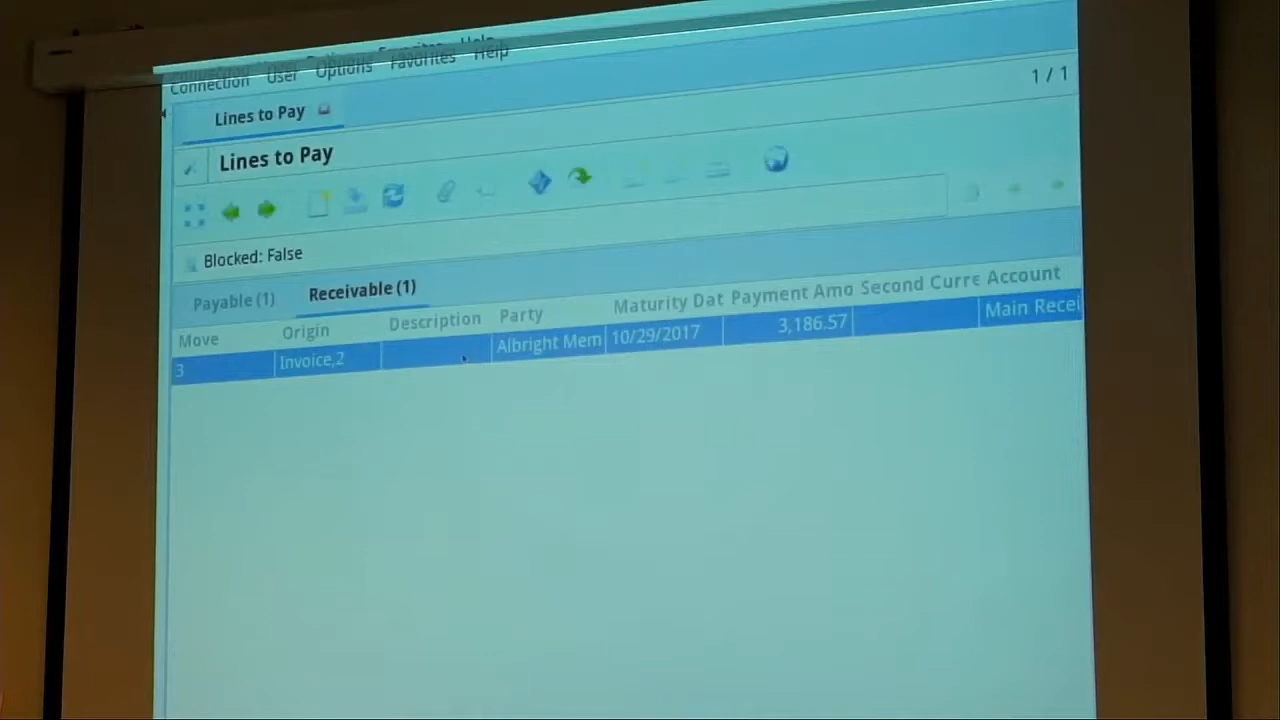 Connection User Options Favorites Help
Lines to Pay
1 / 1
Lines to Pay
Blocked: False
Payable (1) Receivable (1)
Move Origin Description Party Maturity Dat Payment Amo Second Curre Account
3 Invoice,2 Albright Mem 10/29/2017 3,186.57 Main Recei